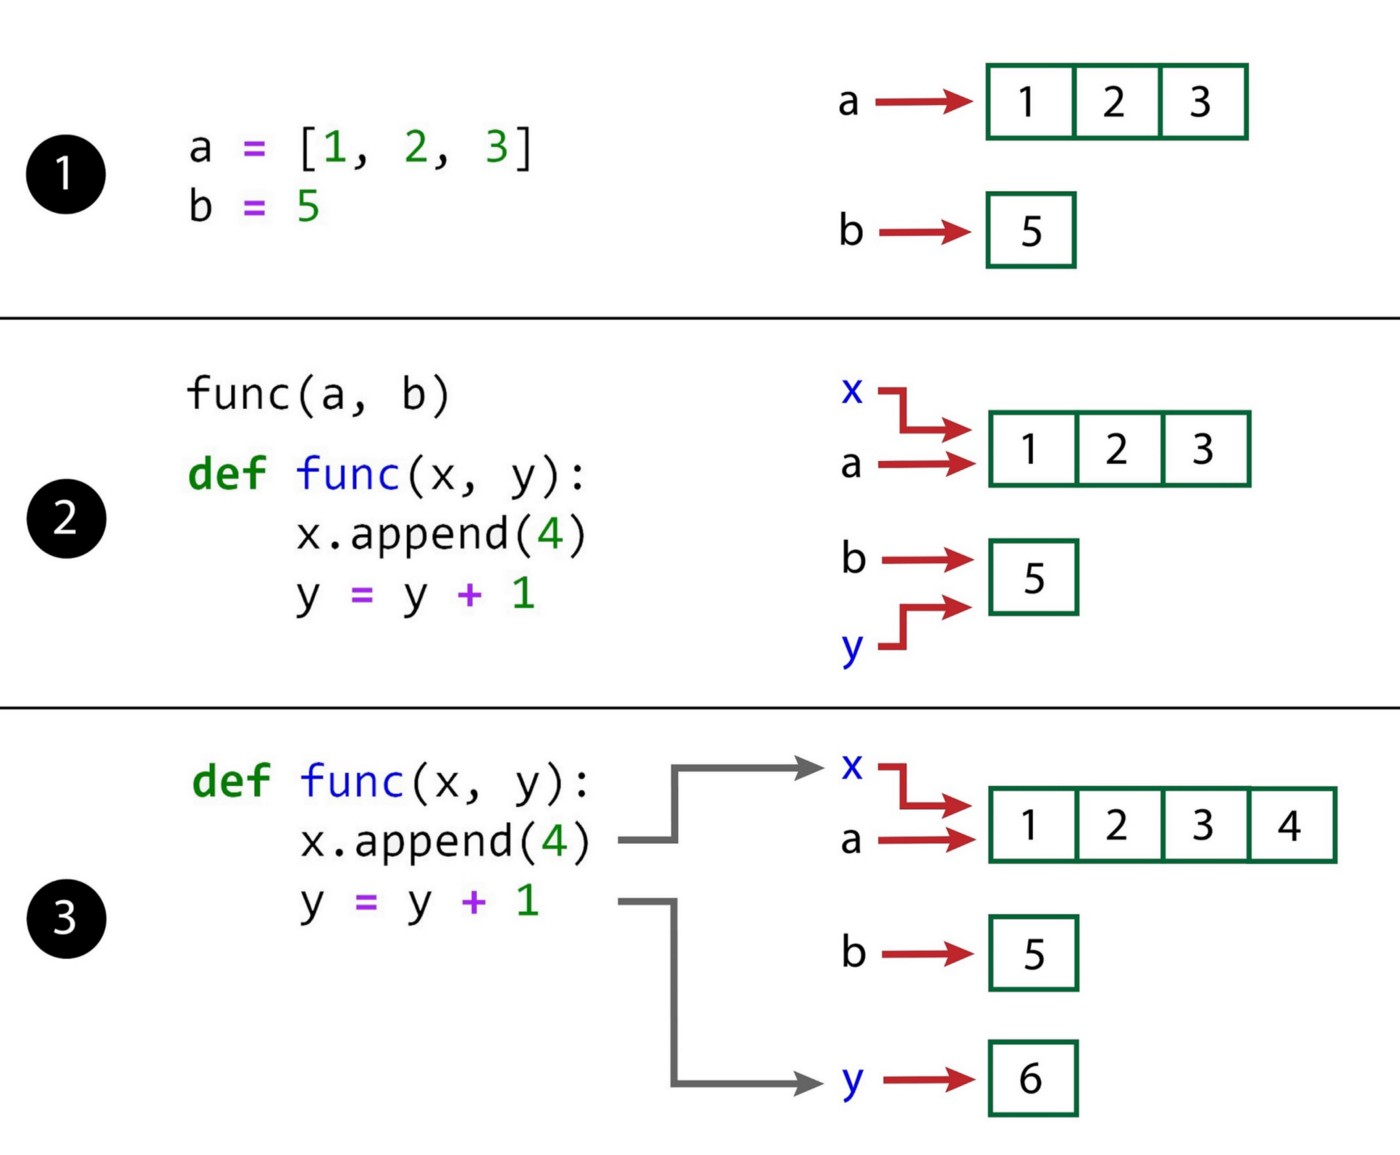 1
a = [1, 2, 3]
b = 5
a
1 2 3
b
5
2
func(a, b)
def func(x, y):
    x.append(4)
    y = y + 1
x
a
1 2 3
b
5
y
3
def func(x, y):
    x.append(4)
    y = y + 1
x
a
1 2 3 4
b
5
y
6